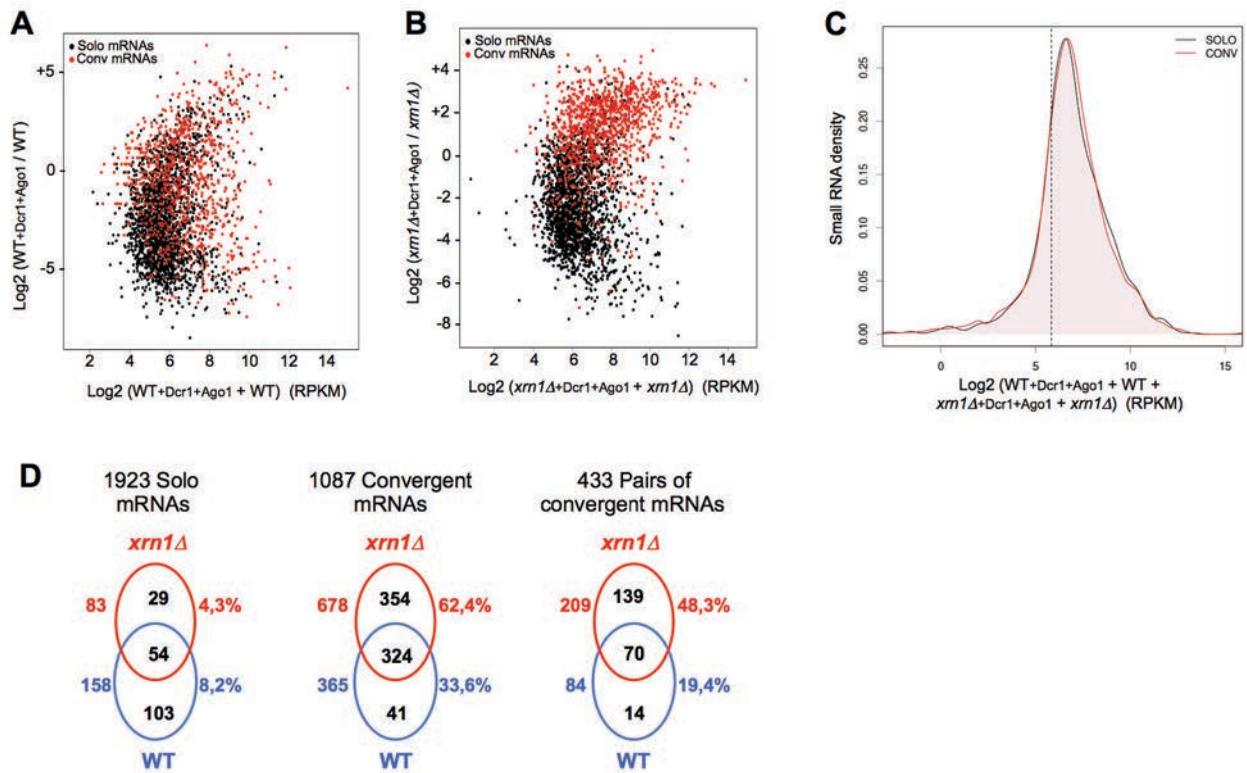 A
Solo mRNAs
Conv mRNAs
+5
0
-5
Log2 (WT+Dcr1+Ago1 / WT)
2 4 6 8 10 12 14
Log2 (WT+Dcr1+Ago1 + WT) (RPKM)
B
Solo mRNAs
Conv mRNAs
+4
+2
0
-2
-4
-6
-8
Log2 (xrn1Δ+Dcr1+Ago1 / xrn1Δ)
2 4 6 8 10 12 14
Log2 (xrn1Δ+Dcr1+Ago1 + xrn1Δ) (RPKM)
C
SOLO
CONV
0.25
0.20
0.15
0.10
0.05
0.00
Small RNA density
0 5 10 15
Log2 (WT+Dcr1+Ago1 + WT +
xrn1Δ+Dcr1+Ago1 + xrn1Δ) (RPKM)
D
1923 Solo
mRNAs
xrn1Δ
29
83 4,3%
54
158 8,2%
103
WT
1087 Convergent
mRNAs
xrn1Δ
354
678 62,4%
324
365 33,6%
41
WT
433 Pairs of
convergent mRNAs
xrn1Δ
139
209 48,3%
70
84 19,4%
14
WT